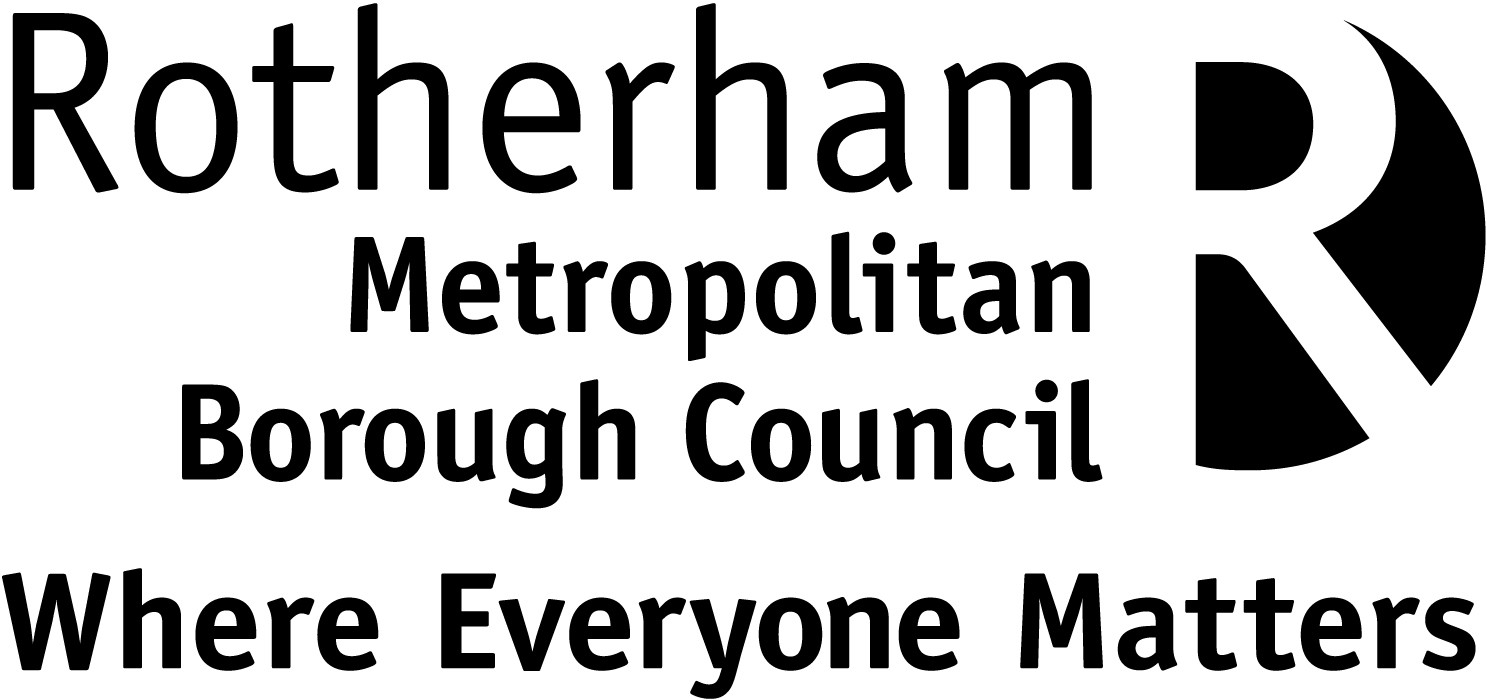 Rotherham
Metropolitan
Borough Council
R
Where Everyone Matters